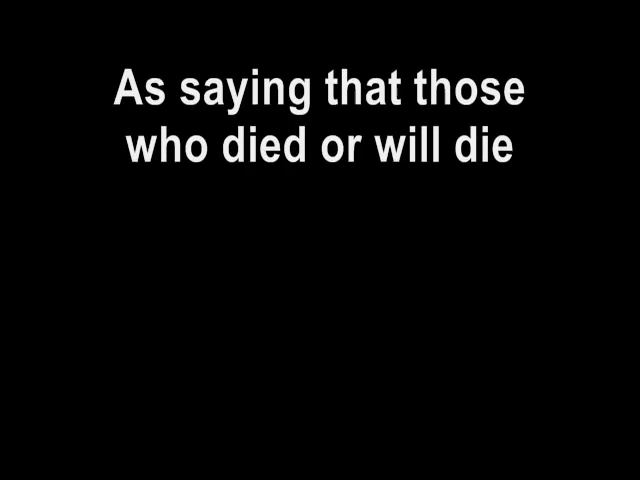 As saying that those
who died or will die